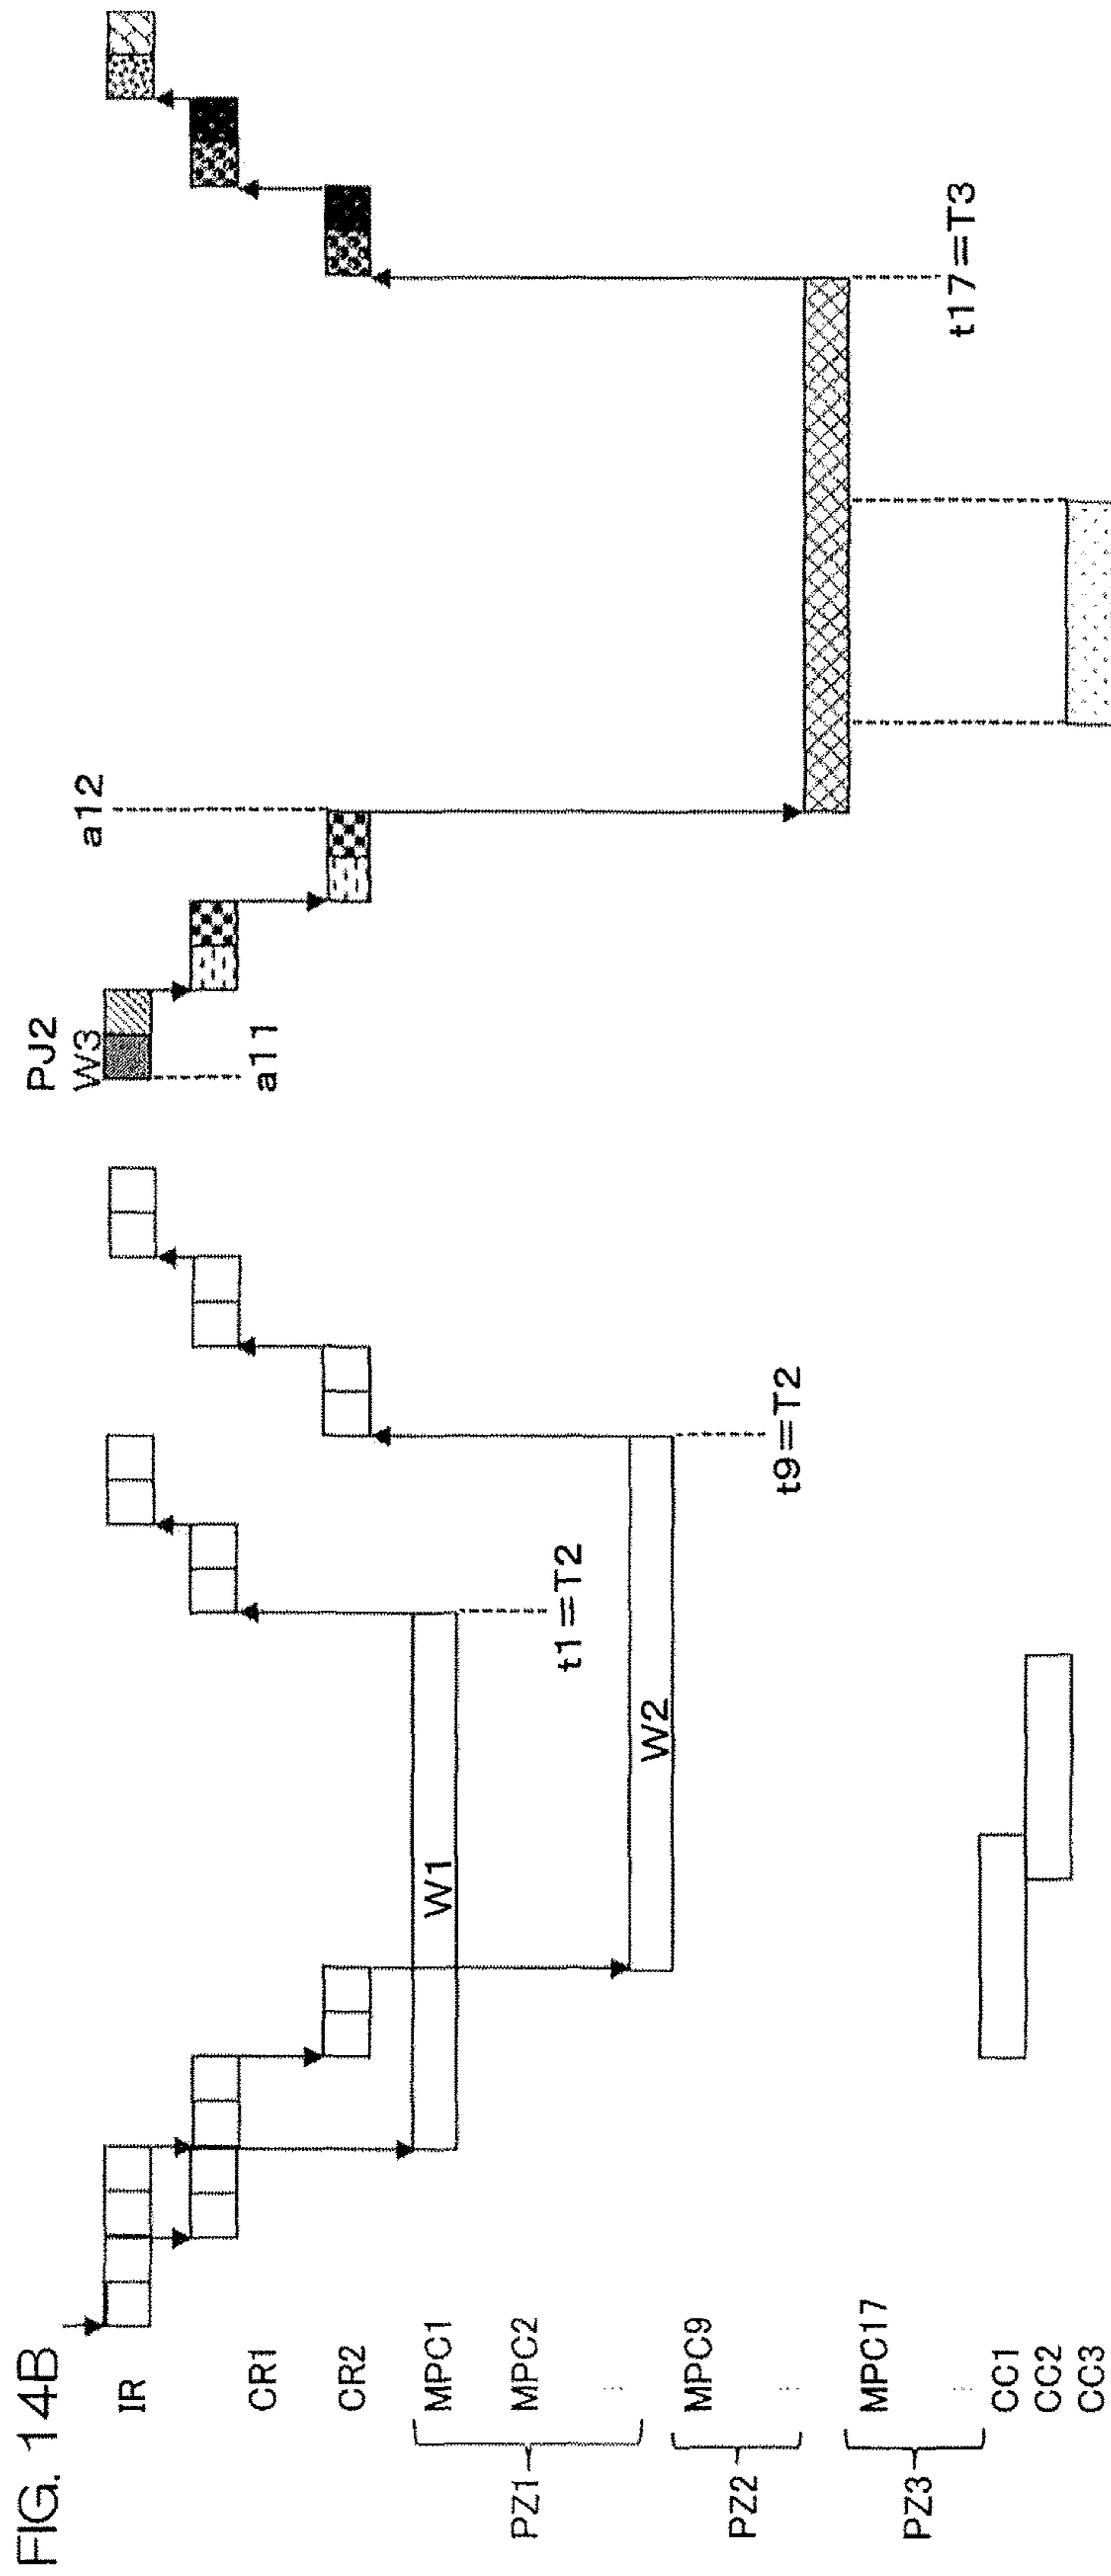 FIG. 14B
PJ2
W3
a12
a11
IR
CR1
CR2
W1
t1=T2
W2
t9=T2
t17=T3
PZ1
MPC1
MPC2
⋮
PZ2
MPC9
⋮
PZ3
MPC17
⋮
CC1
CC2
CC3